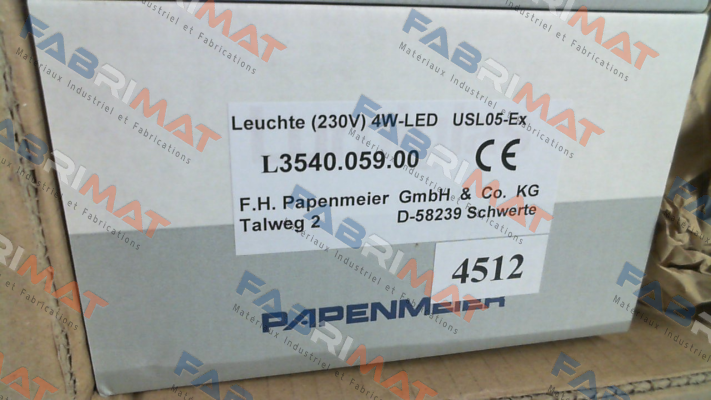 Leuchte (230V) 4W-LED USL05-Ex
L3540.059.00 CE
F.H. Papenmeier GmbH & Co. KG
Talweg 2 D-58239 Schwerte
4512
PAPENMEIER
FABRIMAT
Materiaux Industriel et Fabrications